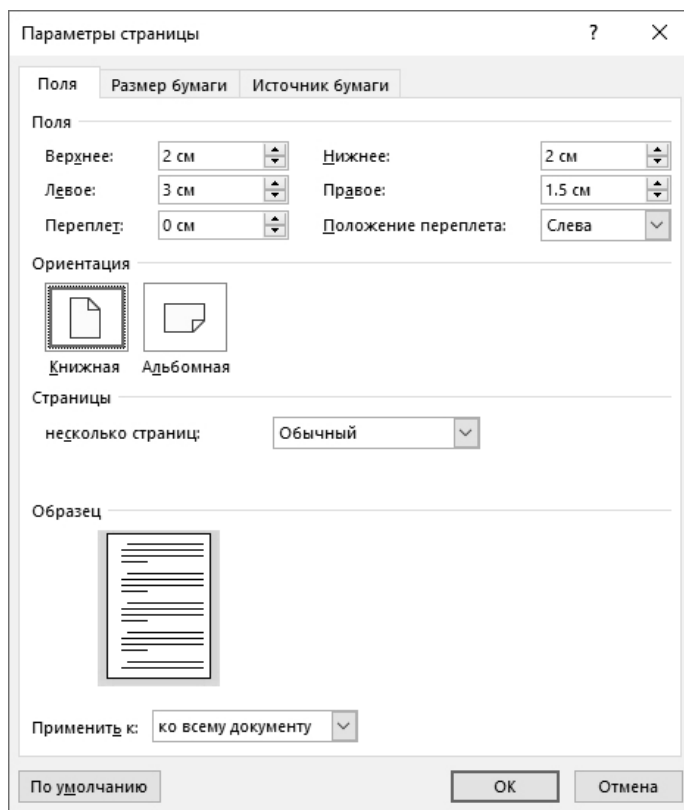 Параметры страницы ?
Поля Размер бумаги Источник бумаги
Поля
Верхнее: 2 см Нижнее: 2 см
Левое: 3 см Правое: 1.5 см
Переплет: 0 см Положение переплета: Слева
Ориентация
Книжная Альбомная
Страницы
несколько страниц: Обычный
Образец
Применить к: ко всему документу
По умолчанию ОК Отмена